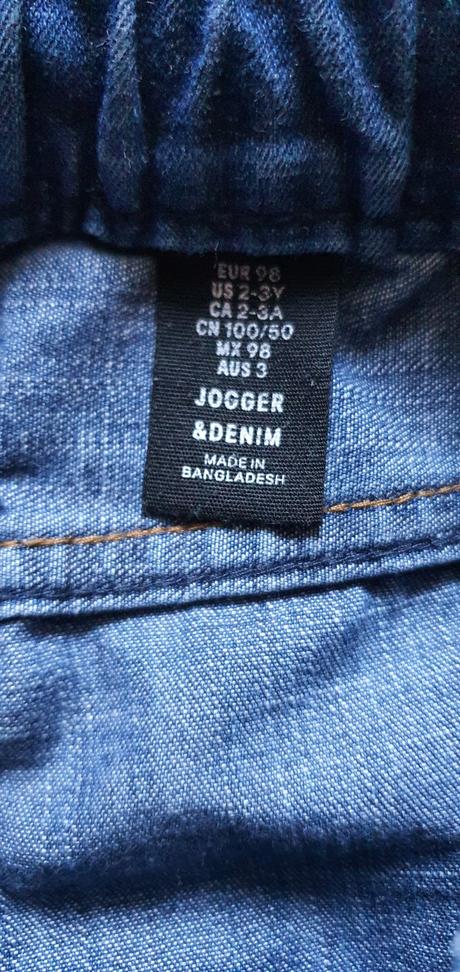 EUR 98
US 2-3Y
CA 2-3A
CN 100/50
MX 98
AUS 3
JOGGER
&DENIM
MADE IN
BANGLADESH